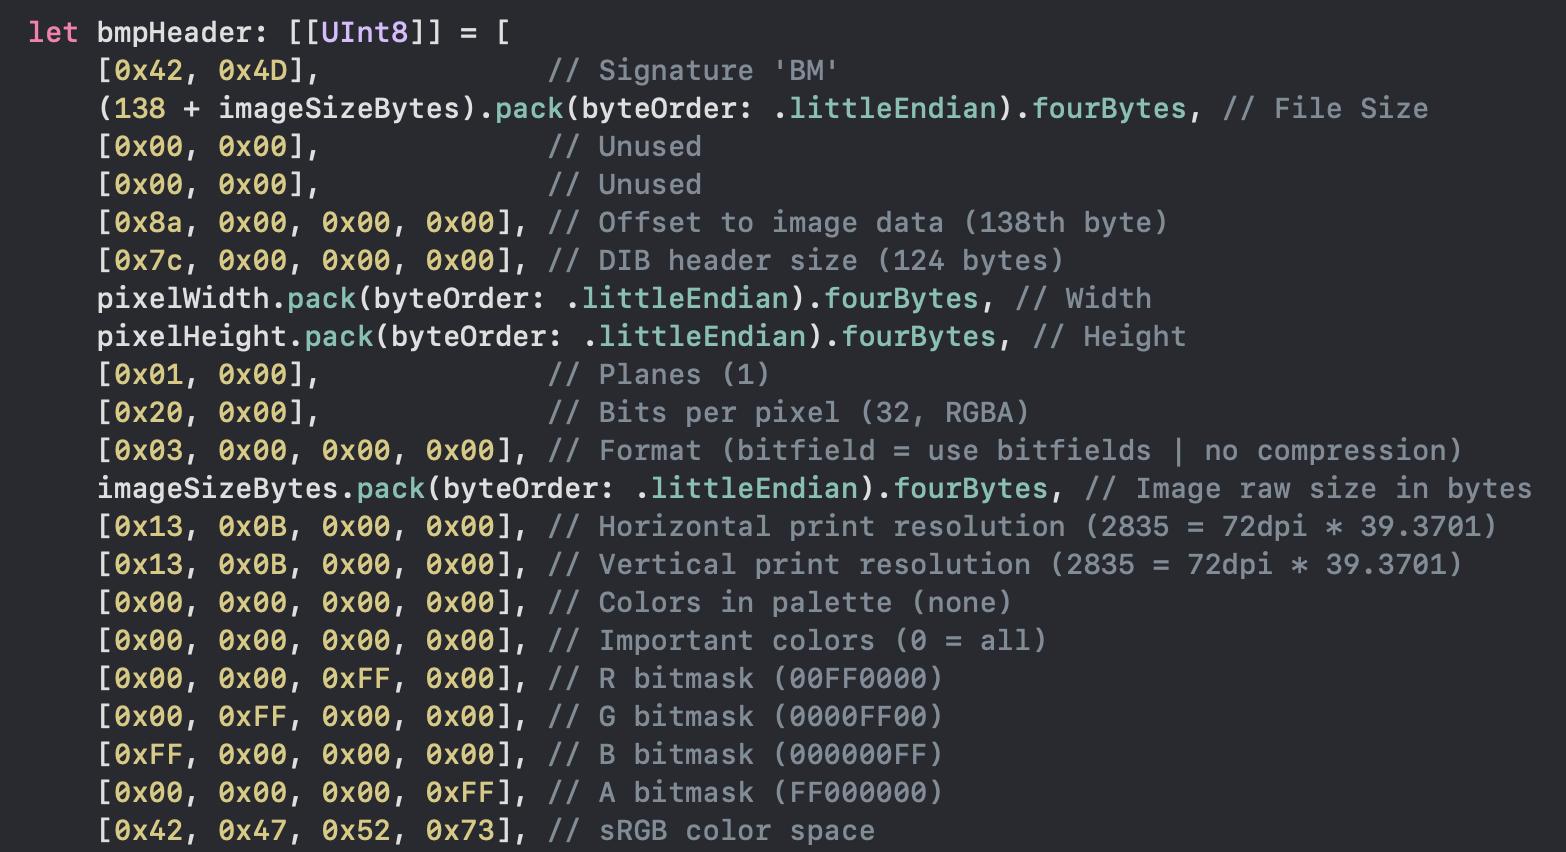 let bmpHeader: [[UInt8]] = [
    [0x42, 0x4D],             // Signature 'BM'
    (138 + imageSizeBytes).pack(byteOrder: .littleEndian).fourBytes, // File Size
    [0x00, 0x00],             // Unused
    [0x00, 0x00],             // Unused
    [0x8a, 0x00, 0x00, 0x00], // Offset to image data (138th byte)
    [0x7c, 0x00, 0x00, 0x00], // DIB header size (124 bytes)
    pixelWidth.pack(byteOrder: .littleEndian).fourBytes, // Width
    pixelHeight.pack(byteOrder: .littleEndian).fourBytes, // Height
    [0x01, 0x00],             // Planes (1)
    [0x20, 0x00],             // Bits per pixel (32, RGBA)
    [0x03, 0x00, 0x00, 0x00], // Format (bitfield = use bitfields | no compression)
    imageSizeBytes.pack(byteOrder: .littleEndian).fourBytes, // Image raw size in bytes
    [0x13, 0x0B, 0x00, 0x00], // Horizontal print resolution (2835 = 72dpi * 39.3701)
    [0x13, 0x0B, 0x00, 0x00], // Vertical print resolution (2835 = 72dpi * 39.3701)
    [0x00, 0x00, 0x00, 0x00], // Colors in palette (none)
    [0x00, 0x00, 0x00, 0x00], // Important colors (0 = all)
    [0x00, 0x00, 0xFF, 0x00], // R bitmask (00FF0000)
    [0x00, 0xFF, 0x00, 0x00], // G bitmask (0000FF00)
    [0xFF, 0x00, 0x00, 0x00], // B bitmask (000000FF)
    [0x00, 0x00, 0x00, 0xFF], // A bitmask (FF000000)
    [0x42, 0x47, 0x52, 0x73], // sRGB color space